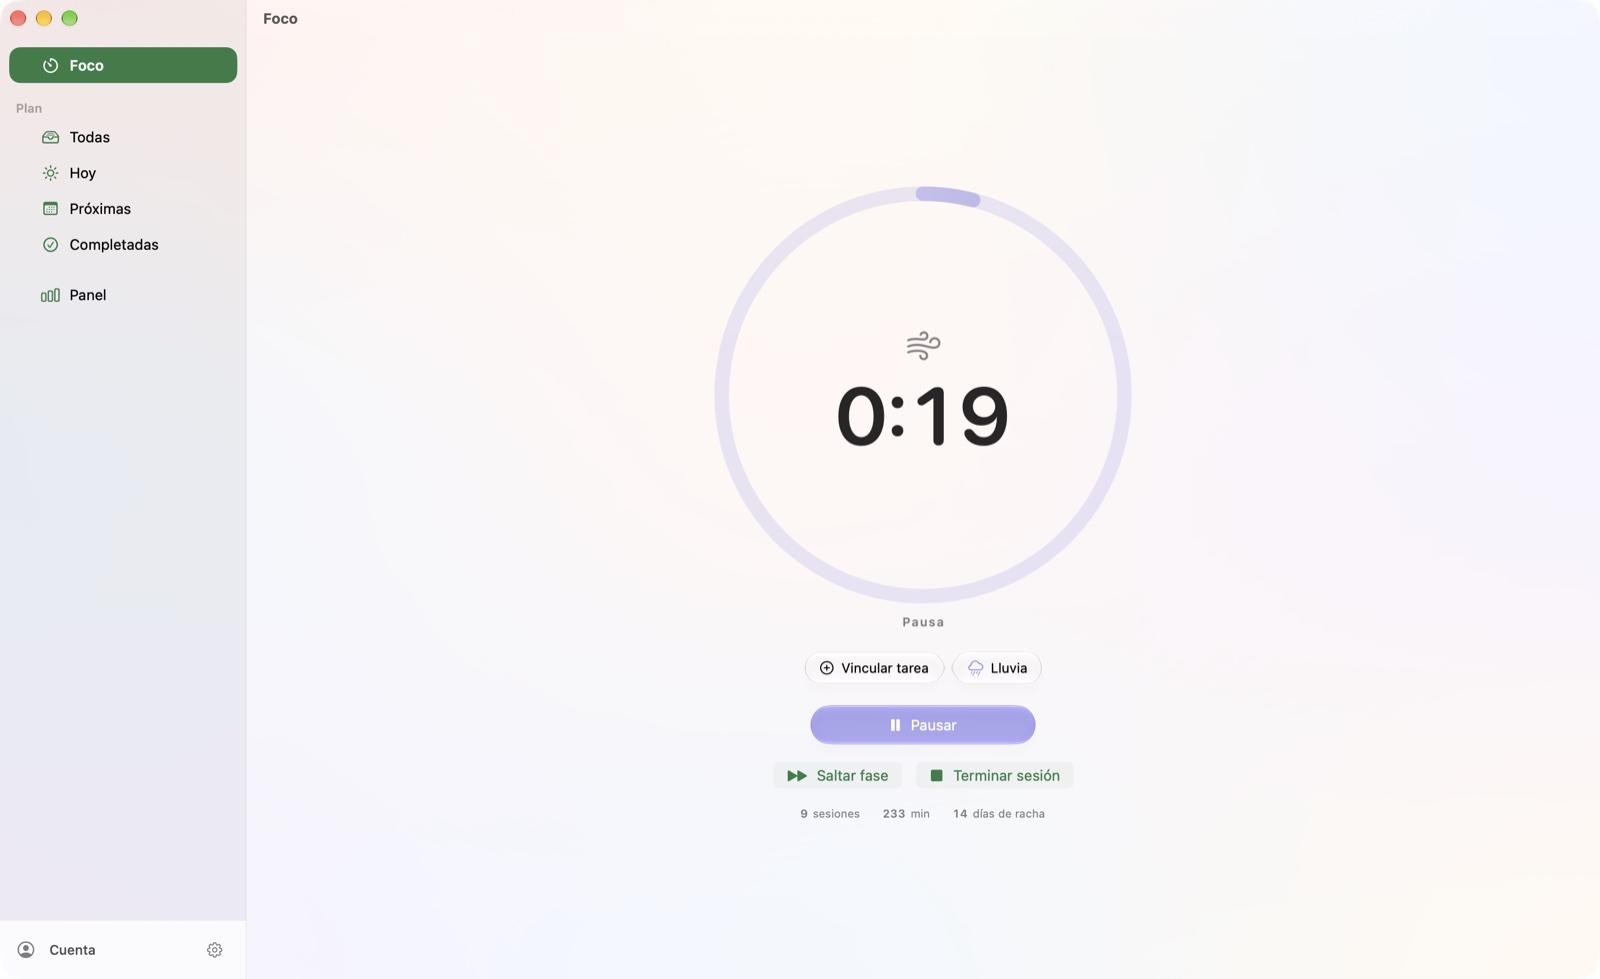 Foco
Foco
Plan
Todas
Hoy
Próximas
Completadas
Panel
0:19
Pausa
Vincular tarea
Lluvia
Pausar
Saltar fase
Terminar sesión
9 sesiones 233 min 14 días de racha
Cuenta